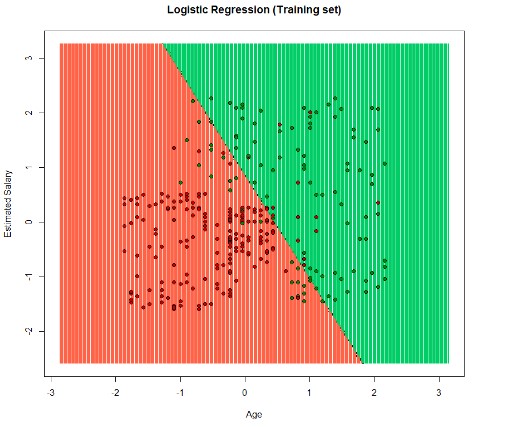 Logistic Regression (Training set)
Estimated Salary
3
2
1
0
-1
-2
-3 -2 -1 0 1 2 3
Age